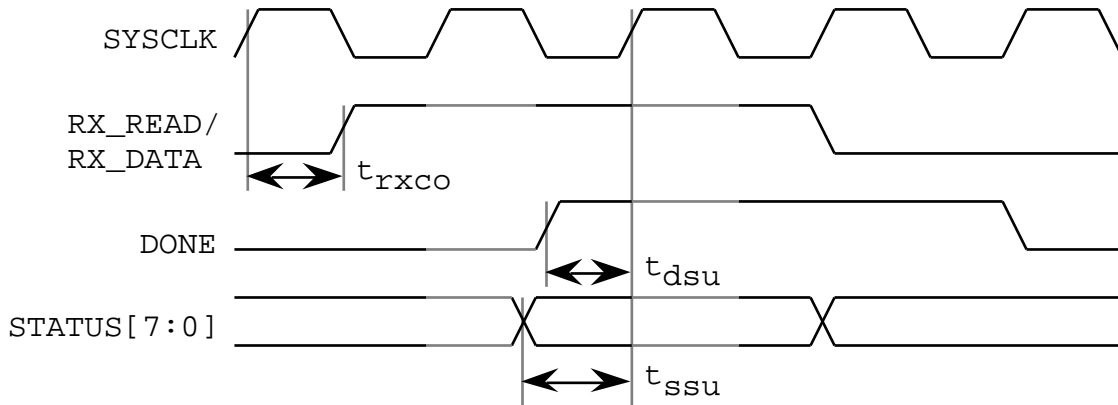 SYSCLK
RX_READ/
RX_DATA
trxco
DONE
tdsu
STATUS[7:0]
tssu